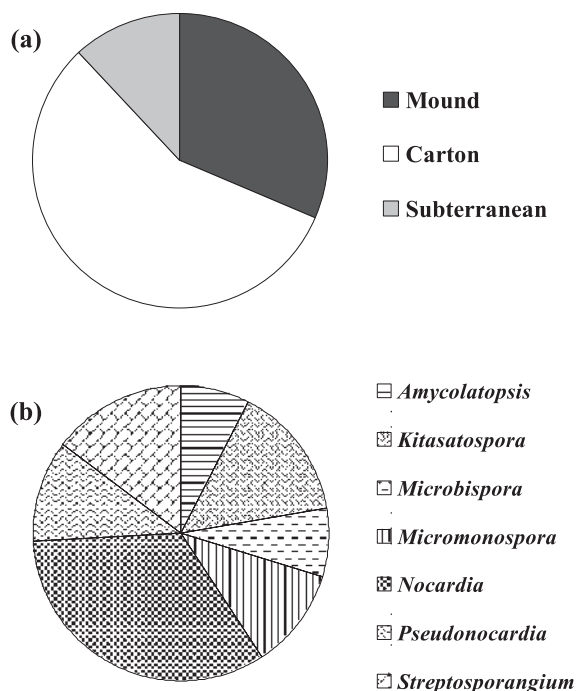 (a)
Mound
Carton
Subterranean
(b)
Amycolatopsis
Kitasatospora
Microbispora
Micromonospora
Nocardia
Pseudonocardia
Streptosporangium